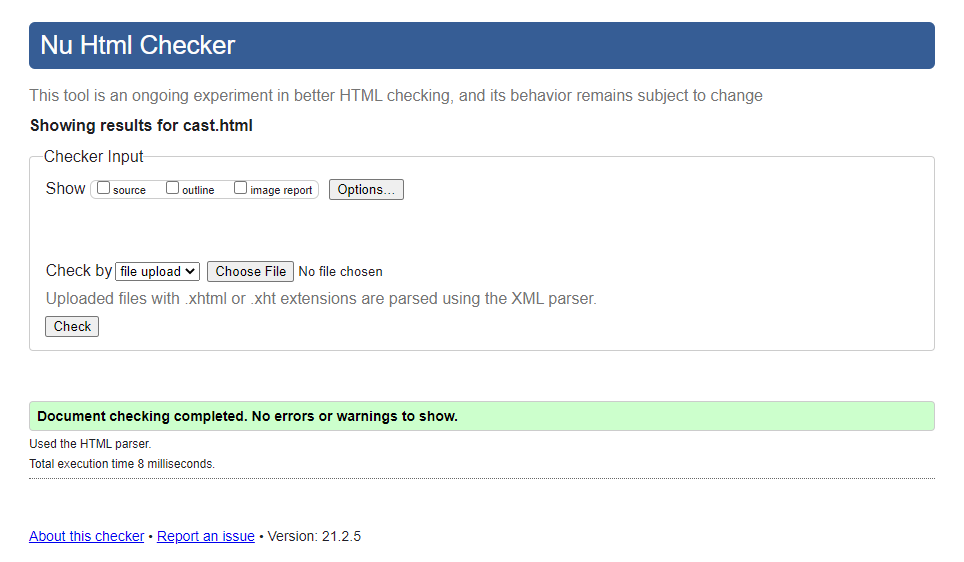 Nu Html Checker
This tool is an ongoing experiment in better HTML checking, and its behavior remains subject to change
Showing results for cast.html
Checker Input
Show source outline image report Options...
Check by file upload Choose File No file chosen
Uploaded files with .xhtml or .xht extensions are parsed using the XML parser.
Check
Document checking completed. No errors or warnings to show.
Used the HTML parser.
Total execution time 8 milliseconds.
About this checker • Report an issue • Version: 21.2.5